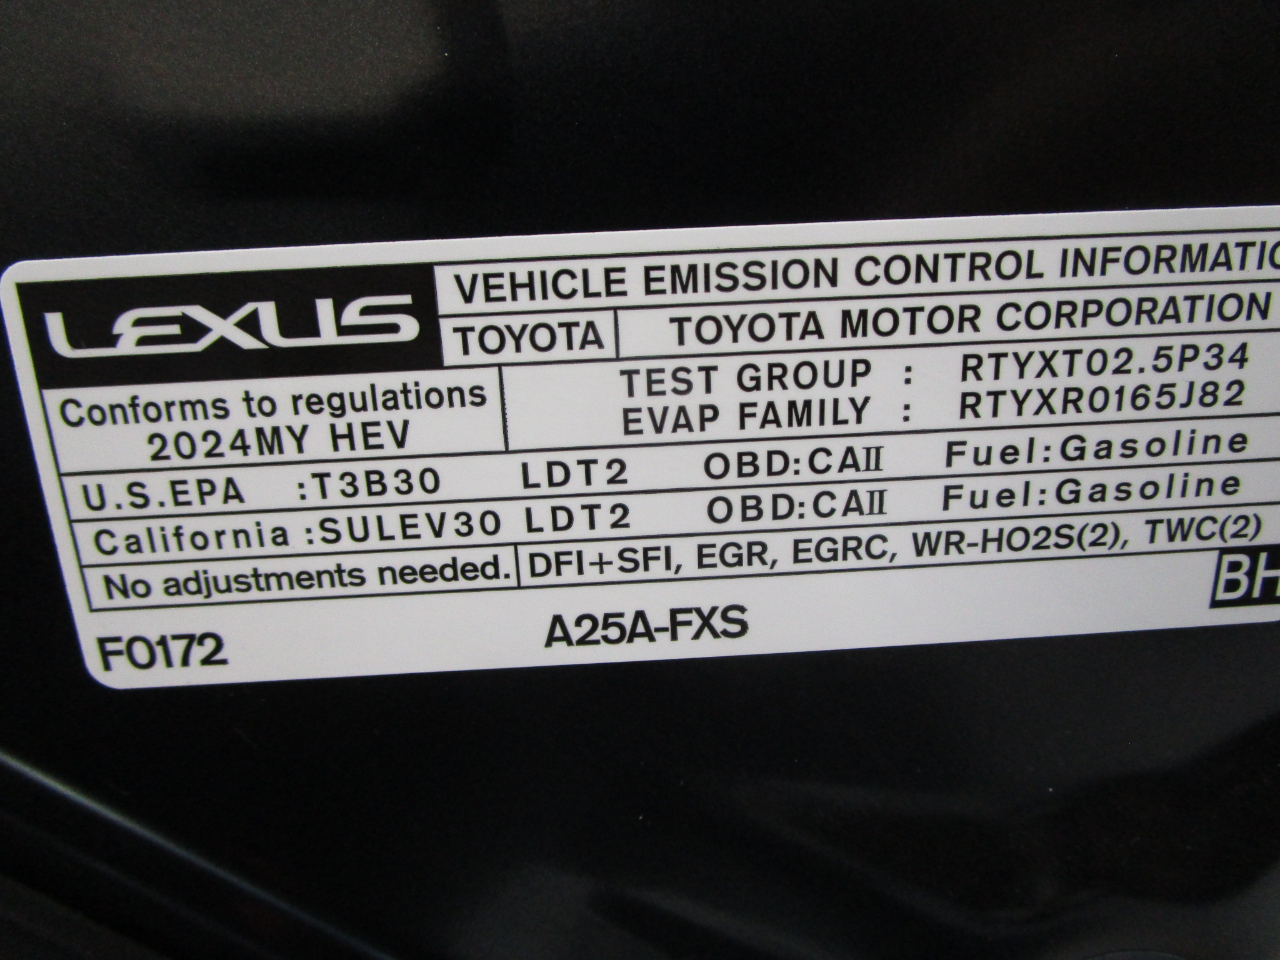 LEXUS
VEHICLE EMISSION CONTROL INFORMATIO
TOYOTA TOYOTA MOTOR CORPORATION
Conforms to regulations
2024MY HEV
TEST GROUP : RTYXT02.5P34
EVAP FAMILY : RTYXR0165J82
U.S.EPA :T3B30 LDT2 OBD:CAII Fuel:Gasoline
California :SULEV30 LDT2 OBD:CAII Fuel:Gasoline
No adjustments needed. DFI+SFI, EGR, EGRC, WR-HO2S(2), TWC(2)
F0172 A25A-FXS BH